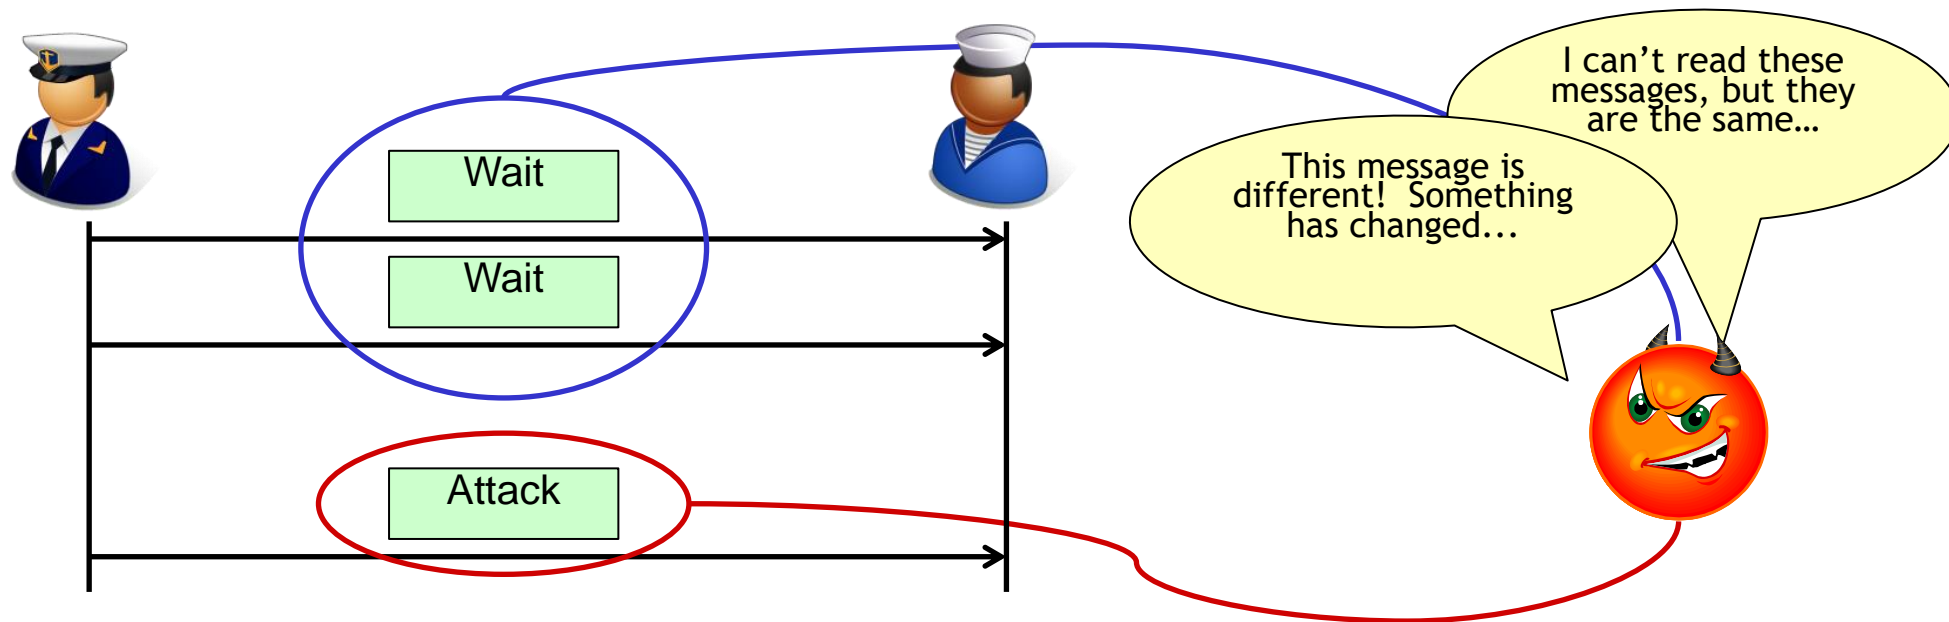 Wait
Wait
Attack
I can’t read these
messages, but they
are the same…
This message is
different!  Something
has changed...